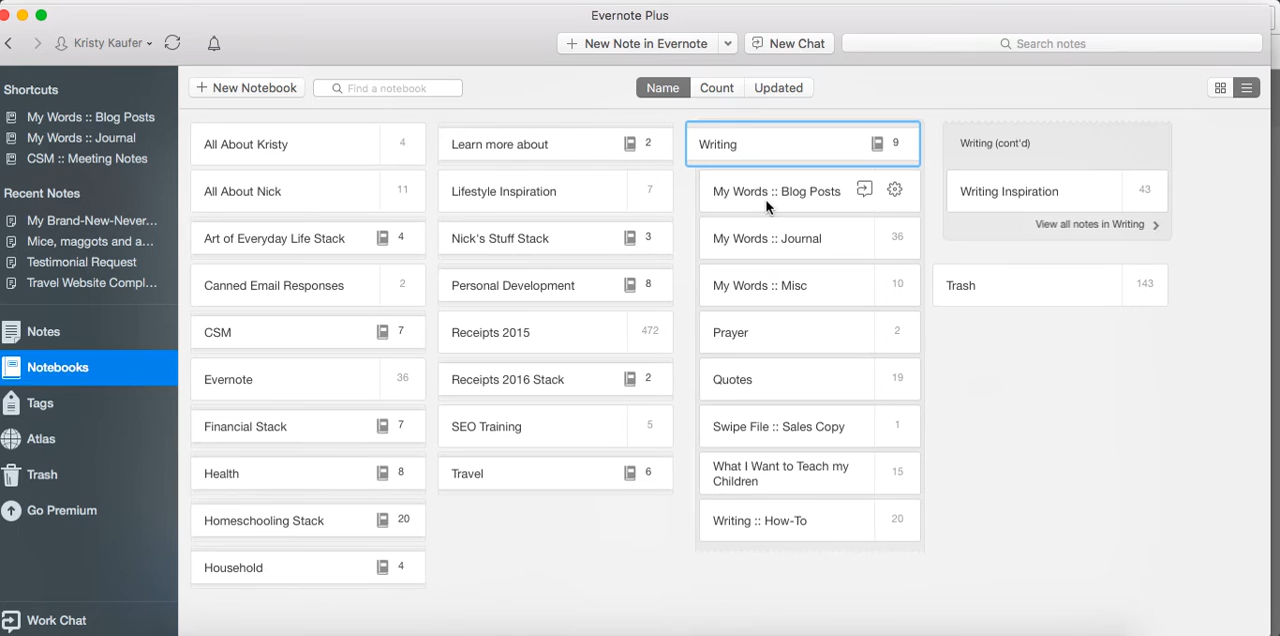 Evernote Plus
Kristy Kaufer
New Note in Evernote
New Chat
Search notes
Shortcuts
My Words :: Blog Posts
My Words :: Journal
CSM :: Meeting Notes
Recent Notes
My Brand-New-Never...
Mice, maggots and a...
Testimonial Request
Travel Website Compl...
Notes
Notebooks
Tags
Atlas
Trash
Go Premium
Work Chat
New Notebook
Find a notebook
Name
Count
Updated
All About Kristy 4
All About Nick 11
Art of Everyday Life Stack 4
Canned Email Responses 2
CSM 7
Evernote 36
Financial Stack 7
Health 8
Homeschooling Stack 20
Household 4
Learn more about 2
Lifestyle Inspiration 7
Nick's Stuff Stack 3
Personal Development 8
Receipts 2015 472
Receipts 2016 Stack 2
SEO Training 5
Travel 6
Writing 9
My Words :: Blog Posts
My Words :: Journal 36
My Words :: Misc 10
Prayer 2
Quotes 19
Swipe File :: Sales Copy 1
What I Want to Teach my
Children 15
Writing :: How-To 20
Writing (cont'd)
Writing Inspiration 43
View all notes in Writing
Trash 143